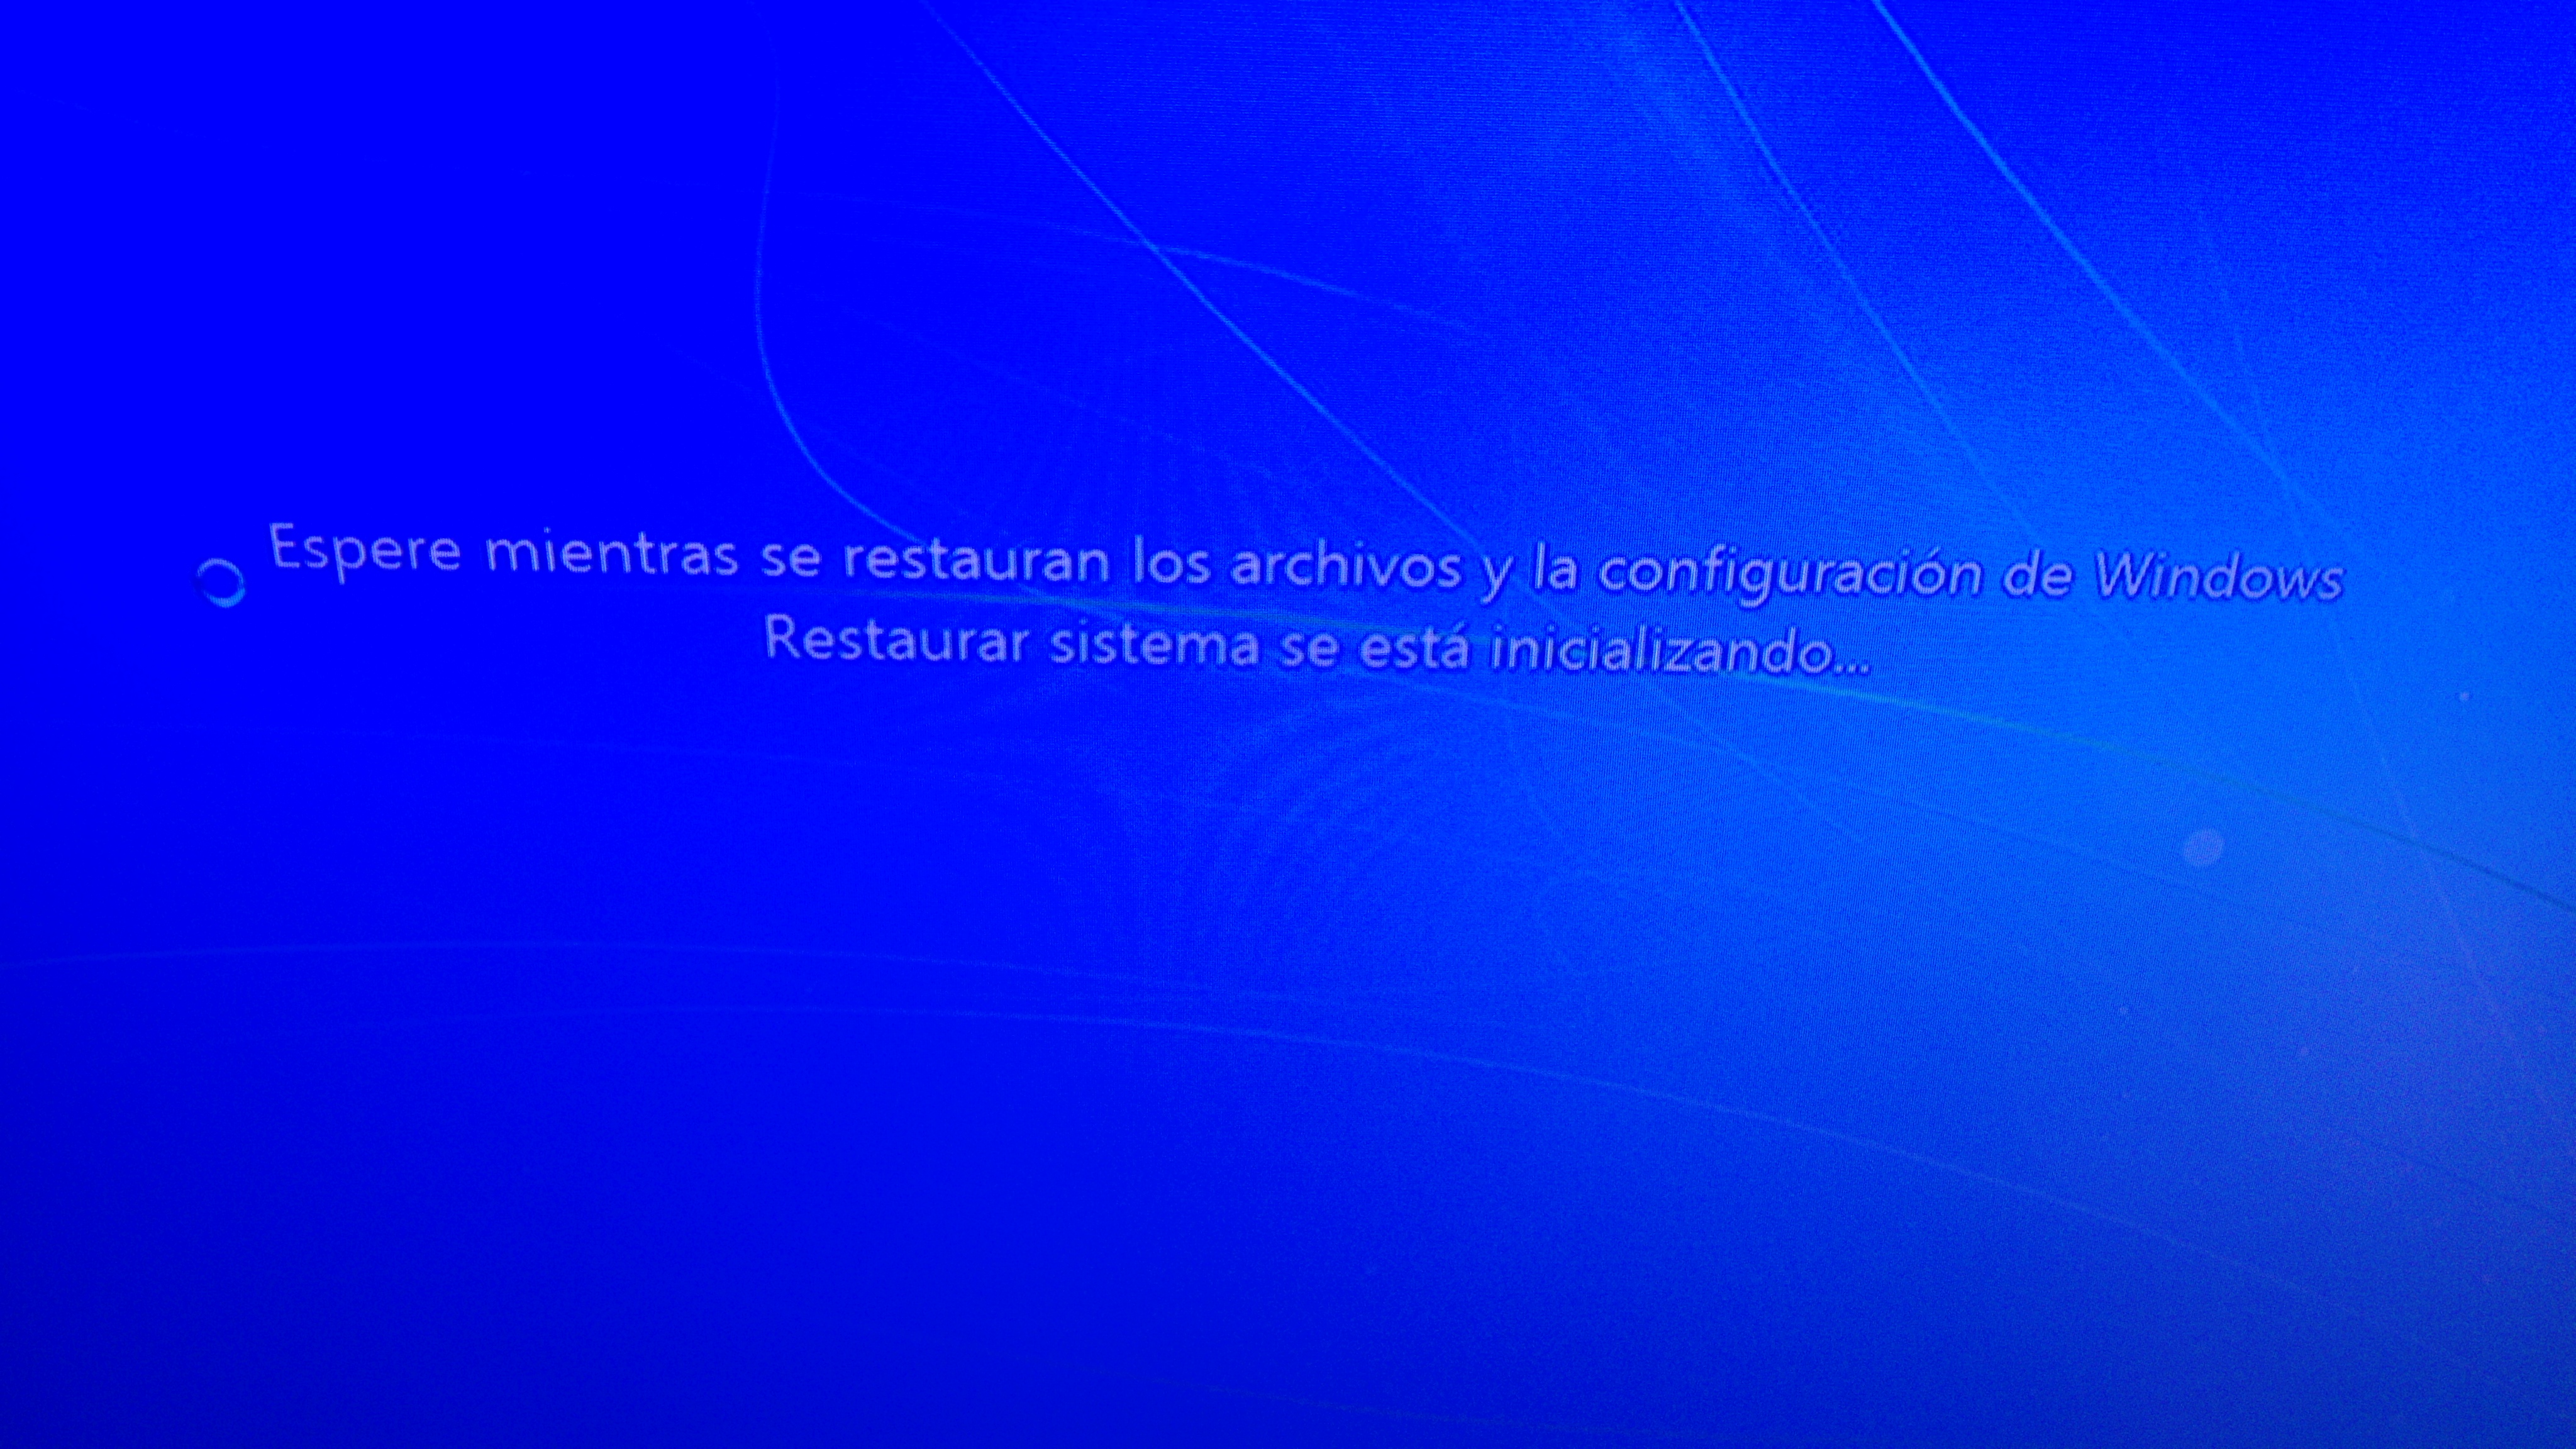 Espere mientras se restauran los archivos y la configuración de Windows
Restaurar sistema se está inicializando...